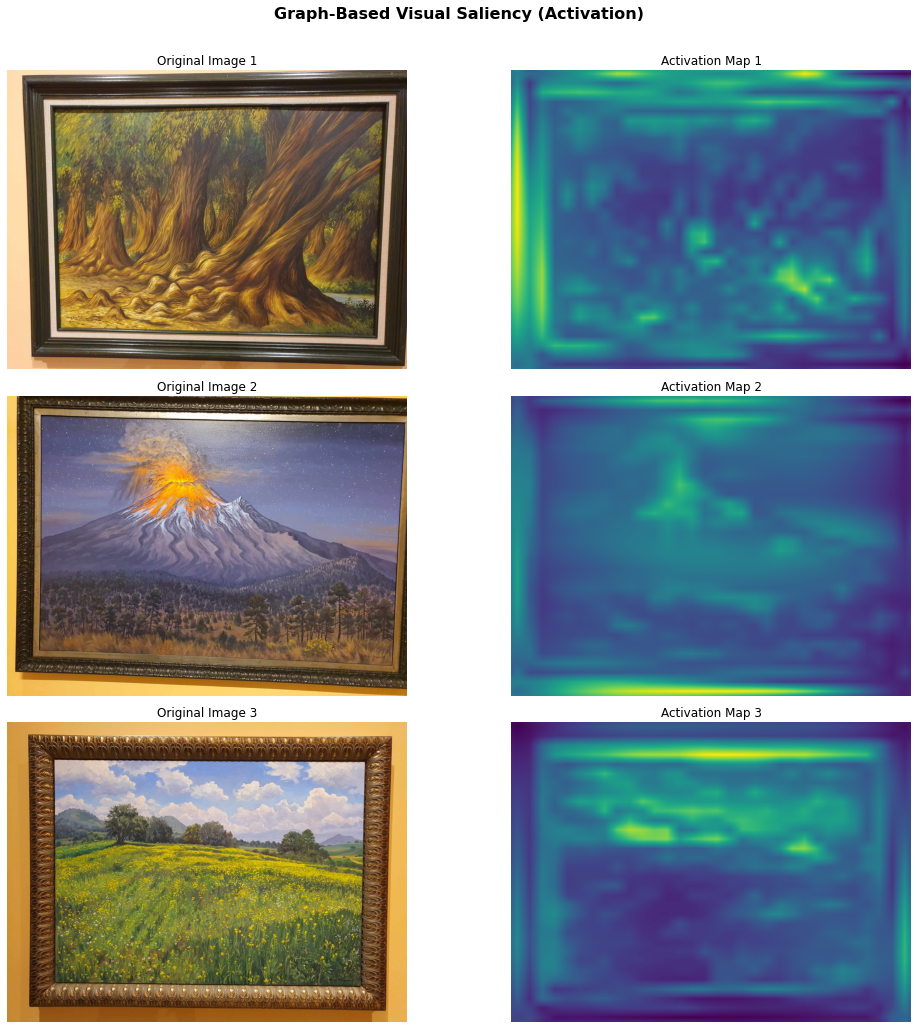 Graph-Based Visual Saliency (Activation)
Original Image 1
Activation Map 1
Original Image 2
Activation Map 2
Original Image 3
Activation Map 3